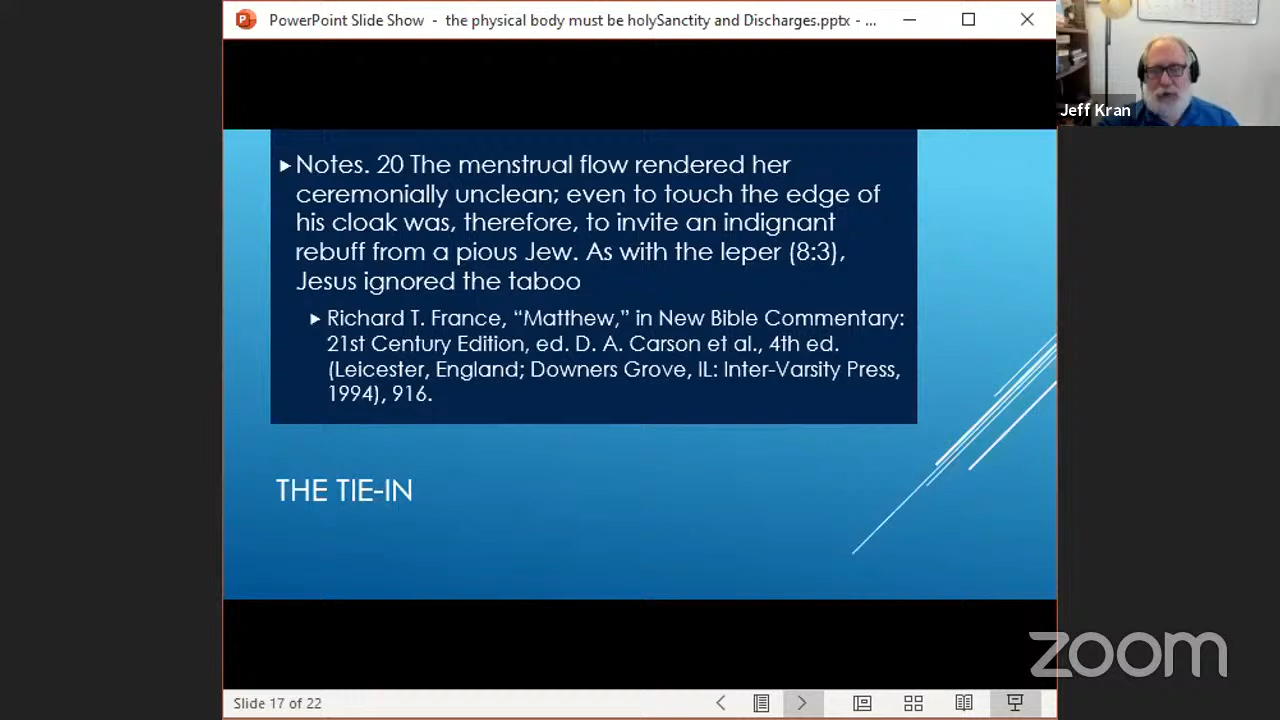 PowerPoint Slide Show - the physical body must be holySanctity and Discharges.pptx - ...
Jeff Kran
Notes. 20 The menstrual flow rendered her
ceremonially unclean; even to touch the edge of
his cloak was, therefore, to invite an indignant
rebuff from a pious Jew. As with the leper (8:3),
Jesus ignored the taboo
Richard T. France, “Matthew,” in New Bible Commentary:
21st Century Edition, ed. D. A. Carson et al., 4th ed.
(Leicester, England; Downers Grove, IL: Inter-Varsity Press,
1994), 916.
THE TIE-IN
zoom
Slide 17 of 22